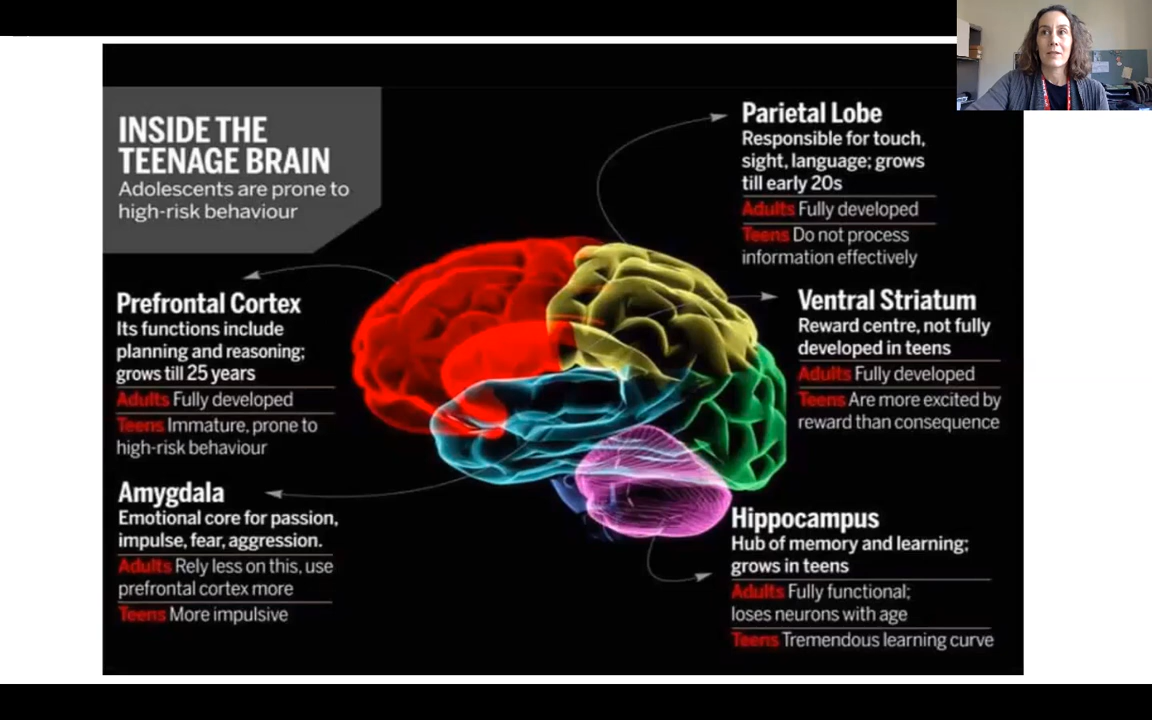 INSIDE THE
TEENAGE BRAIN
Adolescents are prone to
high-risk behaviour
Prefrontal Cortex
Its functions include
planning and reasoning;
grows till 25 years
Adults Fully developed
Teens Immature, prone to
high-risk behaviour
Amygdala
Emotional core for passion,
impulse, fear, aggression.
Adults Rely less on this, use
prefrontal cortex more
Teens More impulsive
Parietal Lobe
Responsible for touch,
sight, language; grows
till early 20s
Adults Fully developed
Teens Do not process
information effectively
Ventral Striatum
Reward centre, not fully
developed in teens
Adults Fully developed
Teens Are more excited by
reward than consequence
Hippocampus
Hub of memory and learning;
grows in teens
Adults Fully functional;
loses neurons with age
Teens Tremendous learning curve